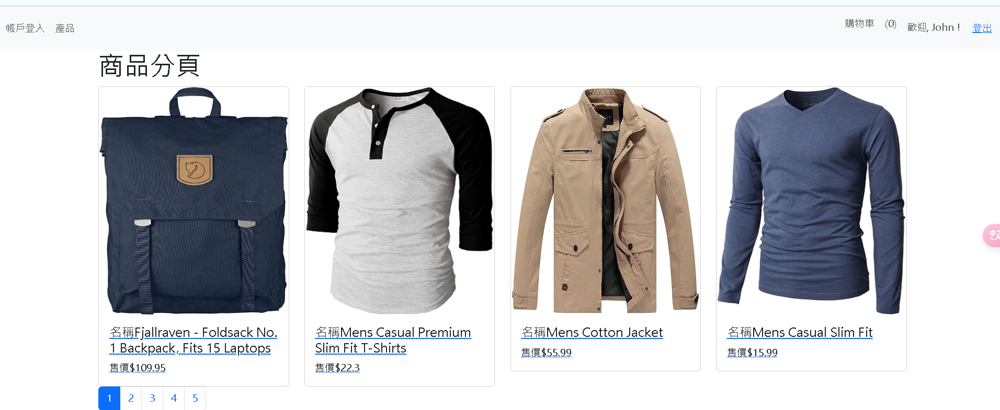 帳戶登入 產品 購物車 (0) 歡迎, John ! 登出
商品分頁
名稱Fjallraven - Foldsack No.
1 Backpack, Fits 15 Laptops
售價$109.95
名稱Mens Casual Premium
Slim Fit T-Shirts
售價$22.3
名稱Mens Cotton Jacket
售價$55.99
名稱Mens Casual Slim Fit
售價$15.99
1 2 3 4 5